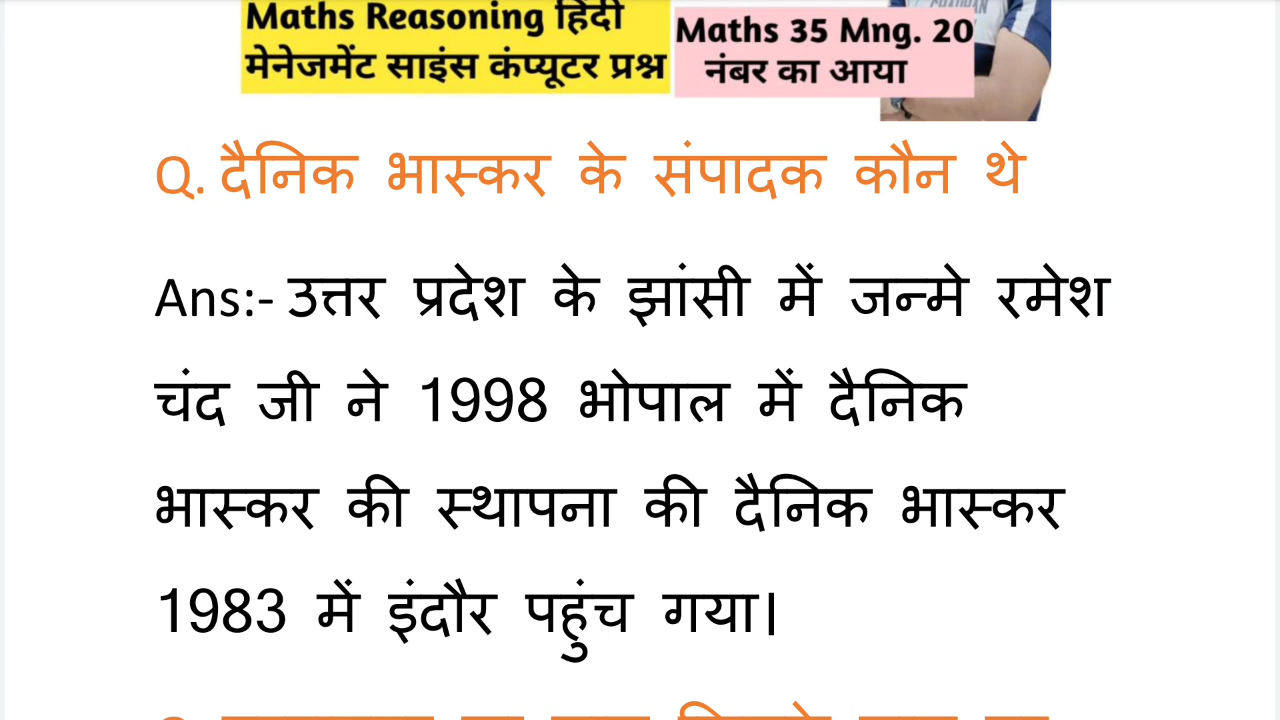 Maths Reasoning हिंदी
मेनेजमेंट साइंस कंप्यूटर प्रश्न
Maths 35 Mng. 20
नंबर का आया
CHAUHAN
Q. दैनिक भास्कर के संपादक कौन थे
Ans:- उत्तर प्रदेश के झांसी में जन्मे रमेश
चंद जी ने 1998 भोपाल में दैनिक
भास्कर की स्थापना की दैनिक भास्कर
1983 में इंदौर पहुंच गया।